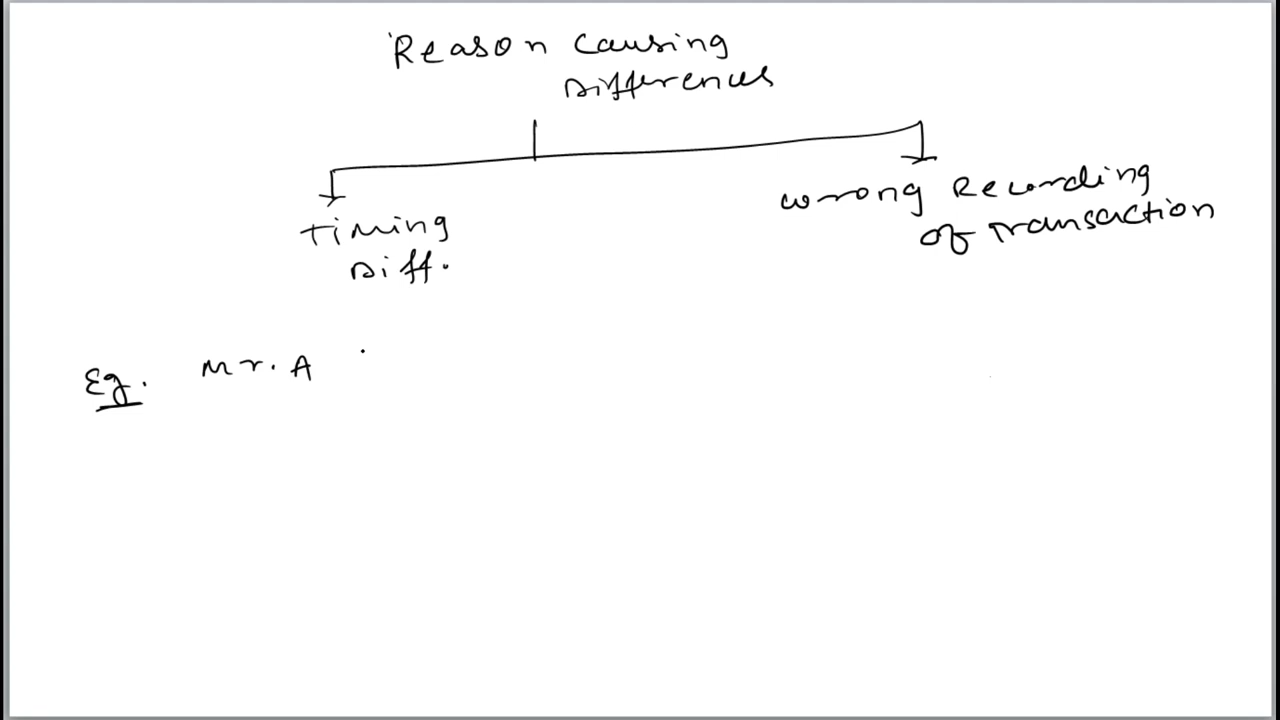 Reason Causing
Differences
Timing
Diff.
Wrong Recording
of Transaction
Eg. Mr. A